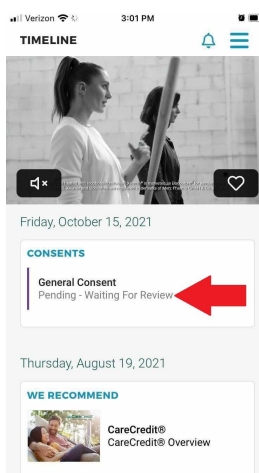 Verizon 3:01 PM
TIMELINE
Friday, October 15, 2021
CONSENTS
General Consent
Pending - Waiting For Review
Thursday, August 19, 2021
WE RECOMMEND
CareCredit®
CareCredit® Overview